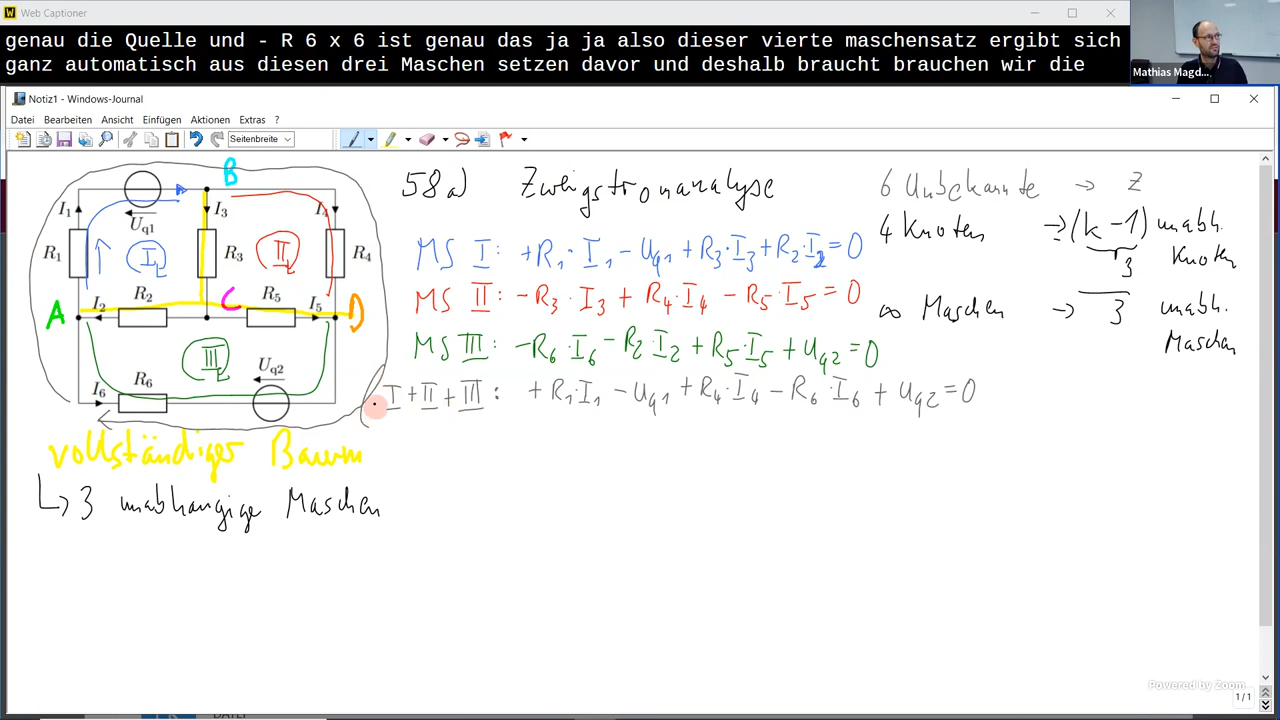 Web Captioner
genau die Quelle und - R 6 x 6 ist genau das ja ja also dieser vierte maschensatz ergibt sich
ganz automatisch aus diesen drei Maschen Setzen davor und deshalb braucht brauchen wir die
Mathias Magd...
Notiz1 - Windows-Journal
Datei Bearbeiten Ansicht Einfügen Aktionen Extras ?
Seitenbreite
B
I1 Uq1 I3 I4
R1 I R3 II R4
A I2 R2 C R5 I5 D
III
I6 R6 Uq2
vollständiger Baum
↳ 3 unabhängige Maschen
58a) Zweigstromanalyse
MS I: +R1·I1 - Uq1 + R3·I3 + R2·I2 = 0
MS II: -R3·I3 + R4·I4 - R5·I5 = 0
MS III: -R6·I6 - R2·I2 + R5·I5 + Uq2 = 0
I + II + III: +R1·I1 - Uq1 + R4·I4 - R6·I6 + Uq2 = 0
6 Unbekannte → z
4 Knoten → (k-1) unabh.
3 Knoten
∞ Maschen → 3 unabh.
Maschen
Powered by Zoom
1/1